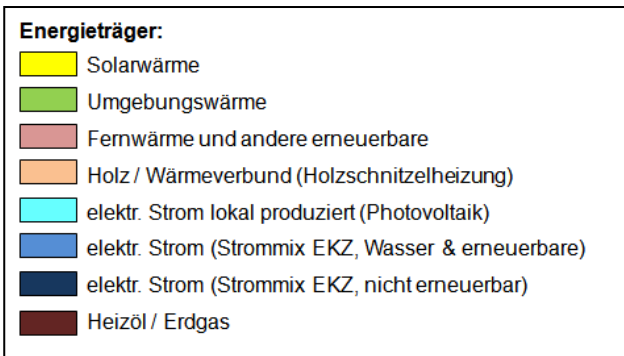 Energieträger:
Solarwärme
Umgebungswärme
Fernwärme und andere erneuerbare
Holz / Wärmeverbund (Holzschnitzelheizung)
elektr. Strom lokal produziert (Photovoltaik)
elektr. Strom (Strommix EKZ, Wasser & erneuerbare)
elektr. Strom (Strommix EKZ, nicht erneuerbar)
Heizöl / Erdgas